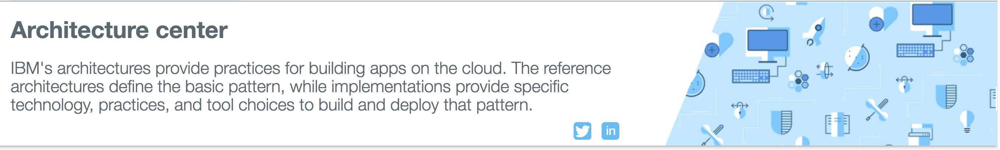 Architecture center
IBM's architectures provide practices for building apps on the cloud. The reference
architectures define the basic pattern, while implementations provide specific
technology, practices, and tool choices to build and deploy that pattern.
in